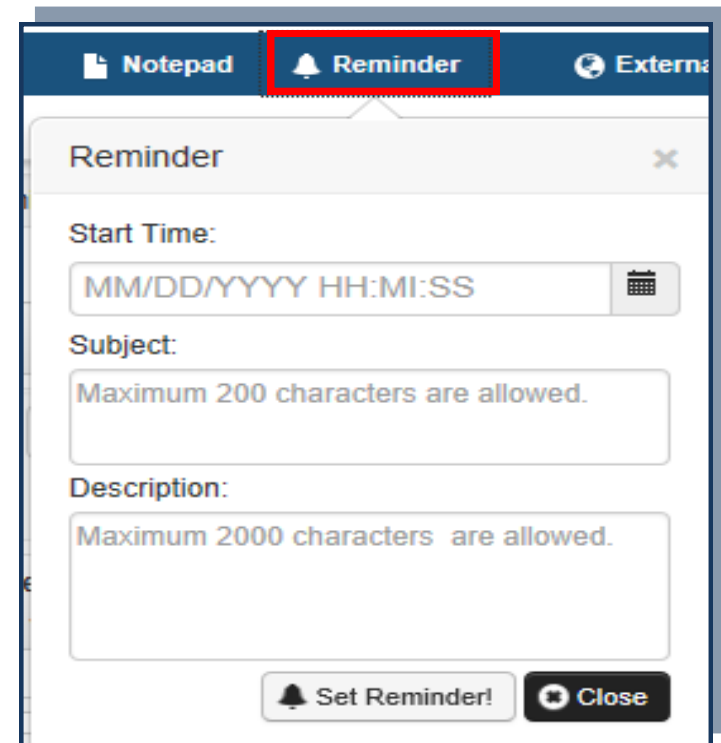 Notepad Reminder Externa
Reminder
Start Time:
MM/DD/YYYY HH:MI:SS
Subject:
Maximum 200 characters are allowed.
Description:
Maximum 2000 characters are allowed.
Set Reminder! Close